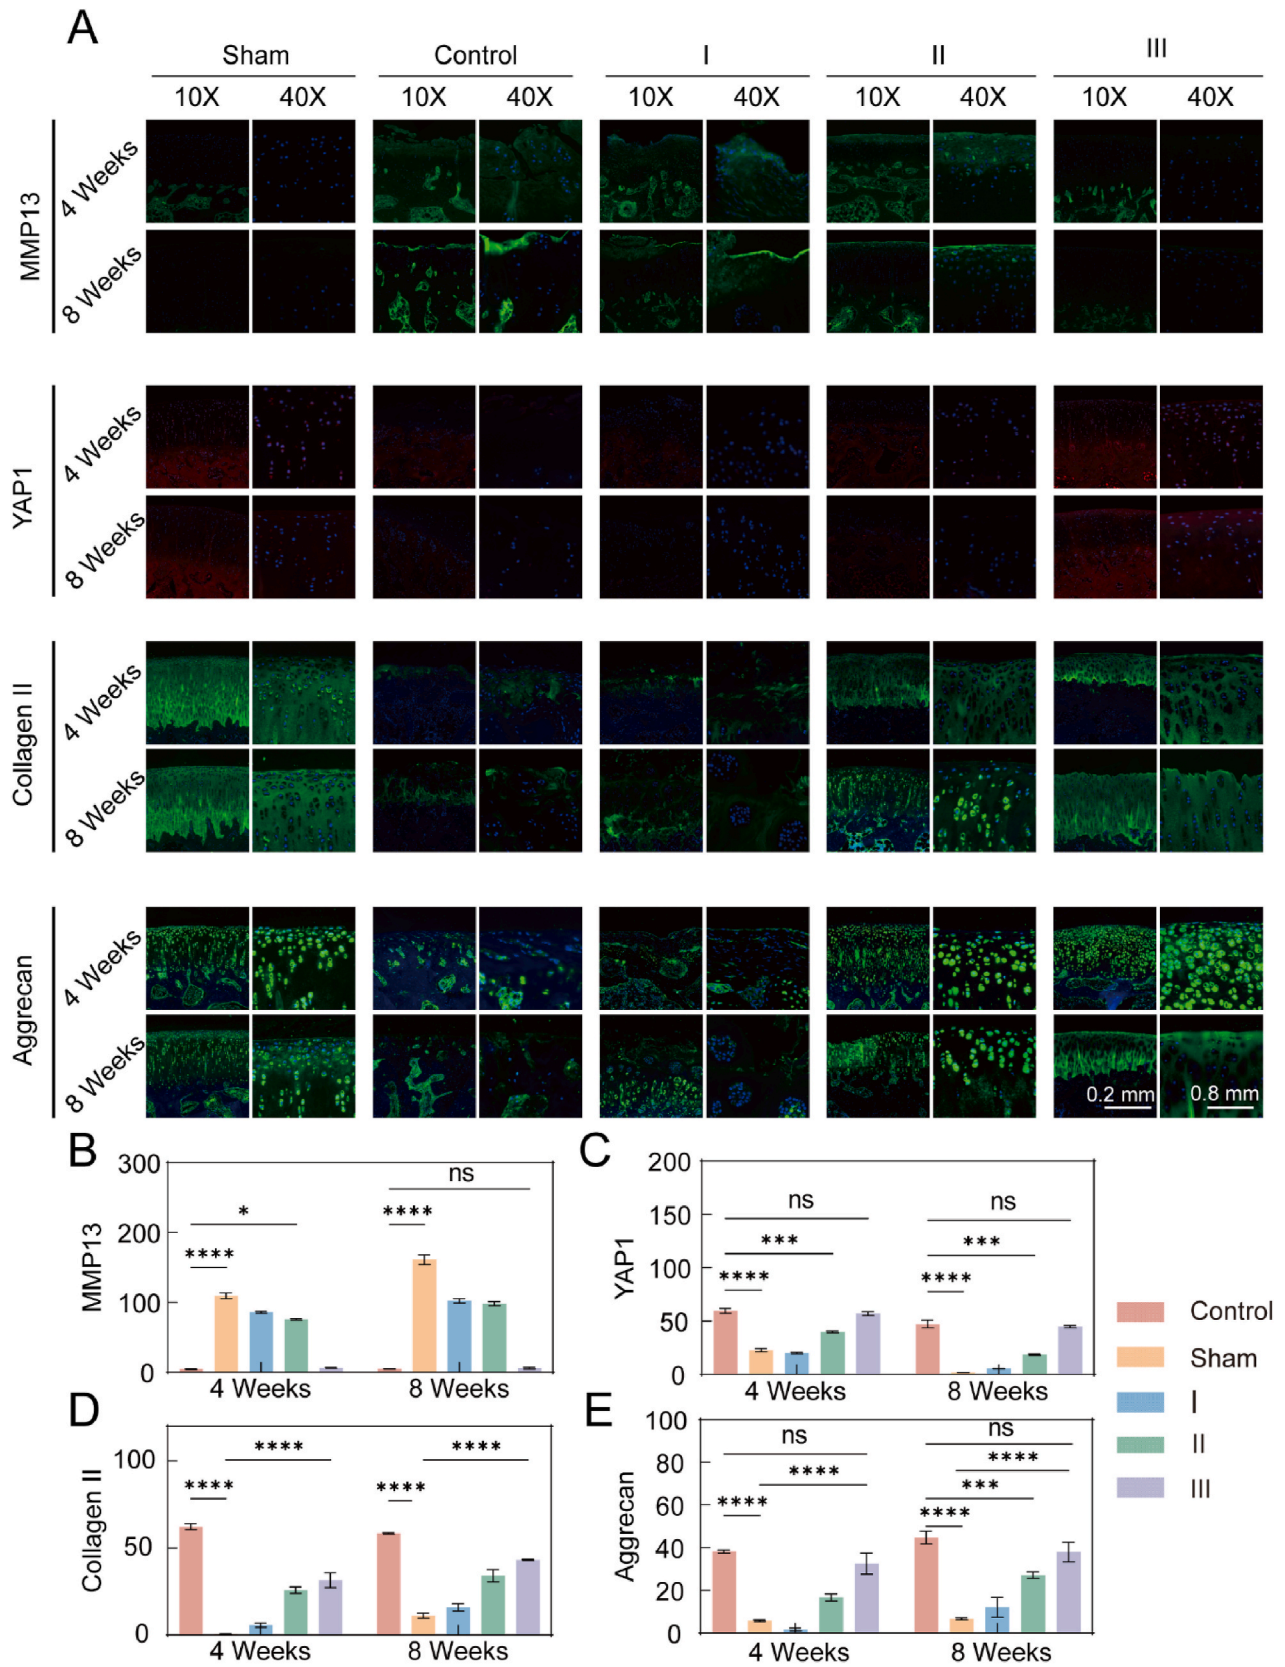 A
Sham Control I II III
10X 40X 10X 40X 10X 40X 10X 40X 10X 40X
MMP13
4 Weeks
8 Weeks
YAP1
4 Weeks
8 Weeks
Collagen II
4 Weeks
8 Weeks
Aggrecan
4 Weeks
8 Weeks
0.2 mm 0.8 mm
B
MMP13
300
200
100
0
****
*
****
ns
4 Weeks 8 Weeks
C
YAP1
200
150
100
50
0
ns
***
****
ns
***
****
4 Weeks 8 Weeks
Control
Sham
I
II
III
D
Collagen II
100
50
0
****
****
****
****
4 Weeks 8 Weeks
E
Aggrecan
100
80
60
40
20
0
ns
****
****
ns
****
***
****
4 Weeks 8 Weeks